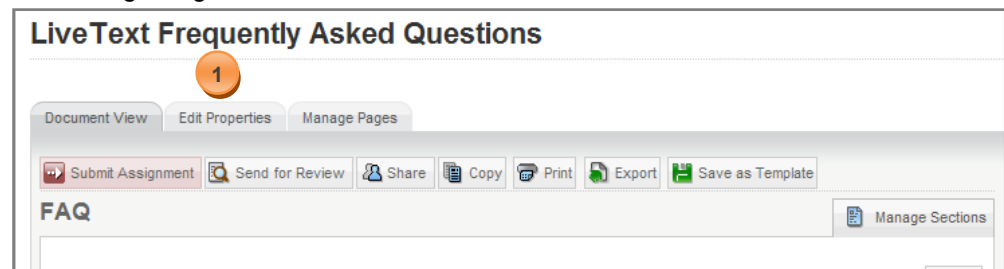 LiveText Frequently Asked Questions
1
Document View Edit Properties Manage Pages
Submit Assignment Send for Review Share Copy Print Export Save as Template
FAQ
Manage Sections